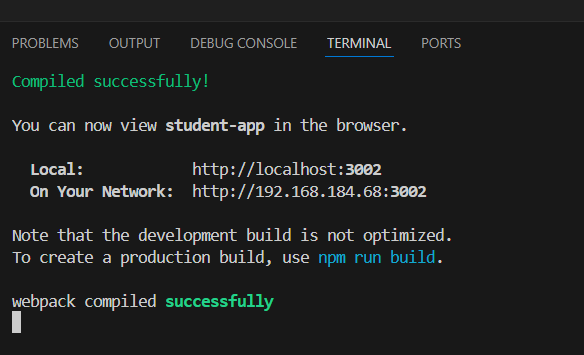 PROBLEMS OUTPUT DEBUG CONSOLE TERMINAL PORTS
Compiled successfully!
You can now view student-app in the browser.
Local: http://localhost:3002
On Your Network: http://192.168.184.68:3002
Note that the development build is not optimized.
To create a production build, use npm run build.
webpack compiled successfully